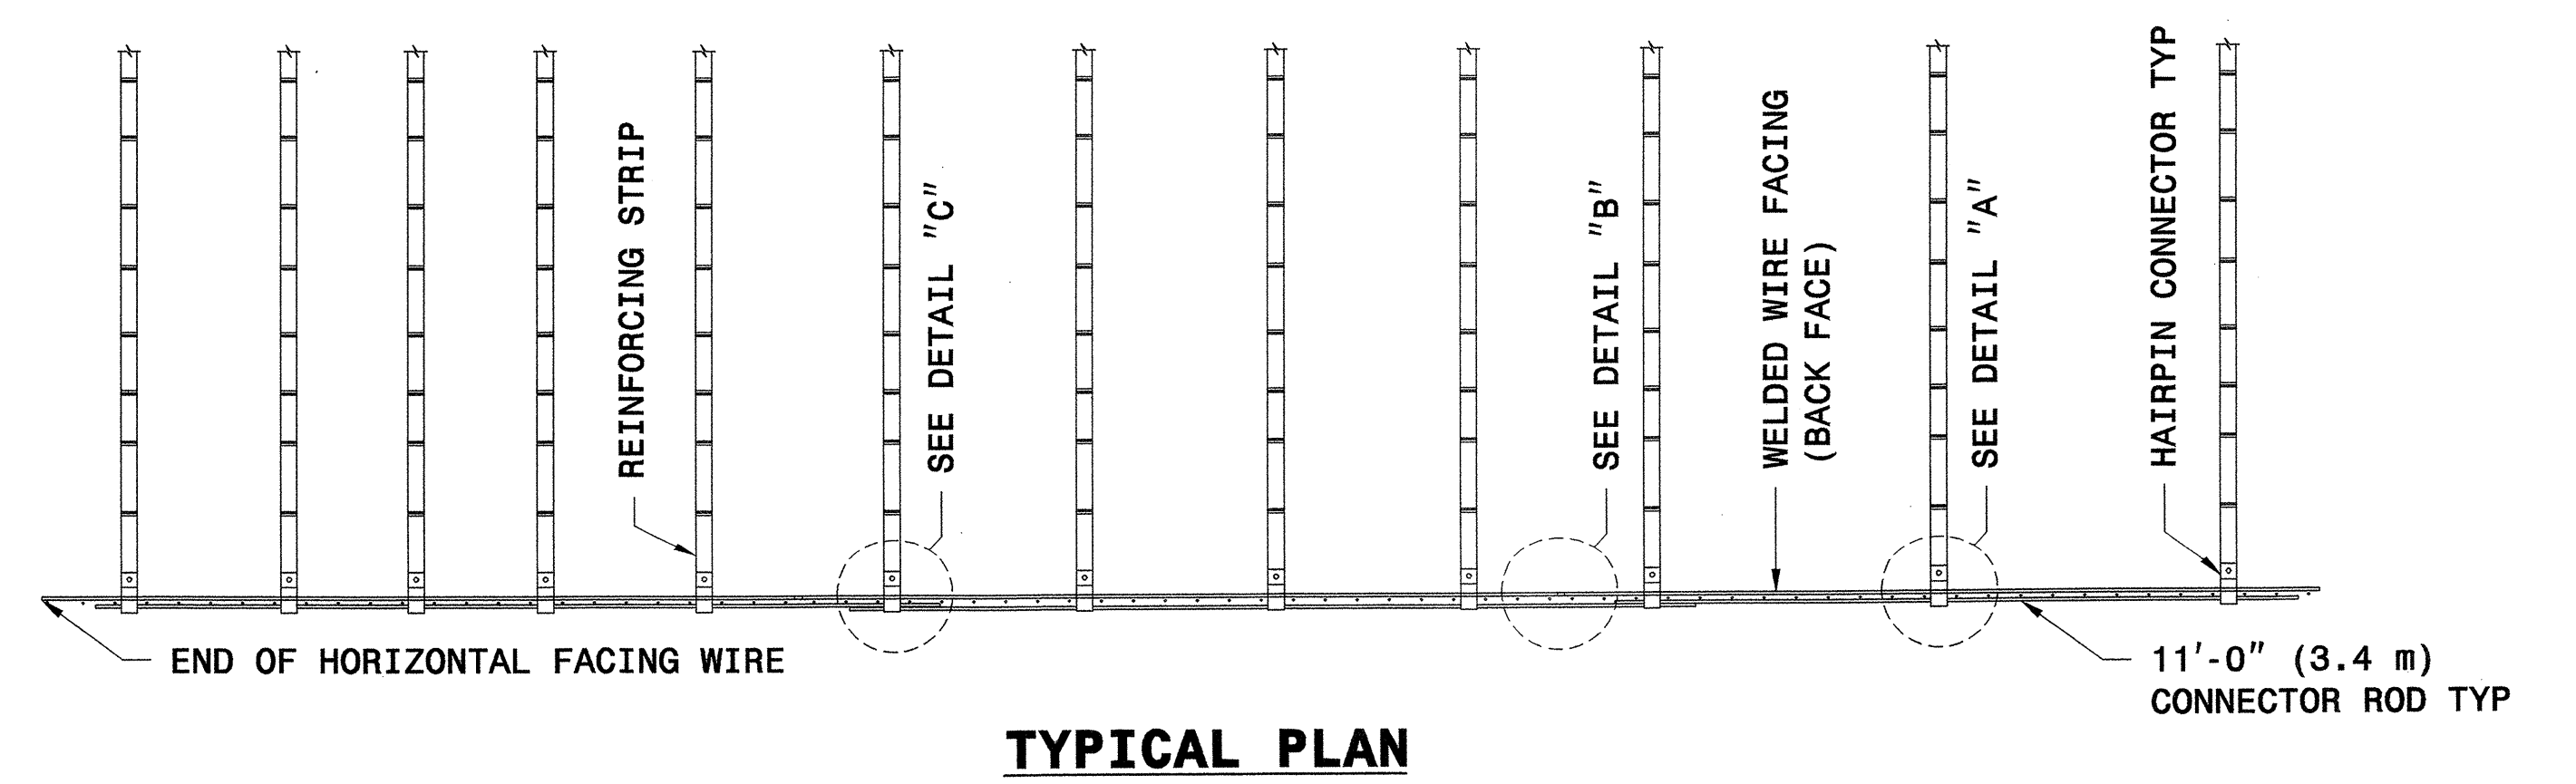 REINFORCING STRIP
SEE DETAIL "C"
SEE DETAIL "B"
WELDED WIRE FACING
(BACK FACE)
SEE DETAIL "A"
HAIRPIN CONNECTOR TYP
END OF HORIZONTAL FACING WIRE
11'-0" (3.4 m)
CONNECTOR ROD TYP
TYPICAL PLAN